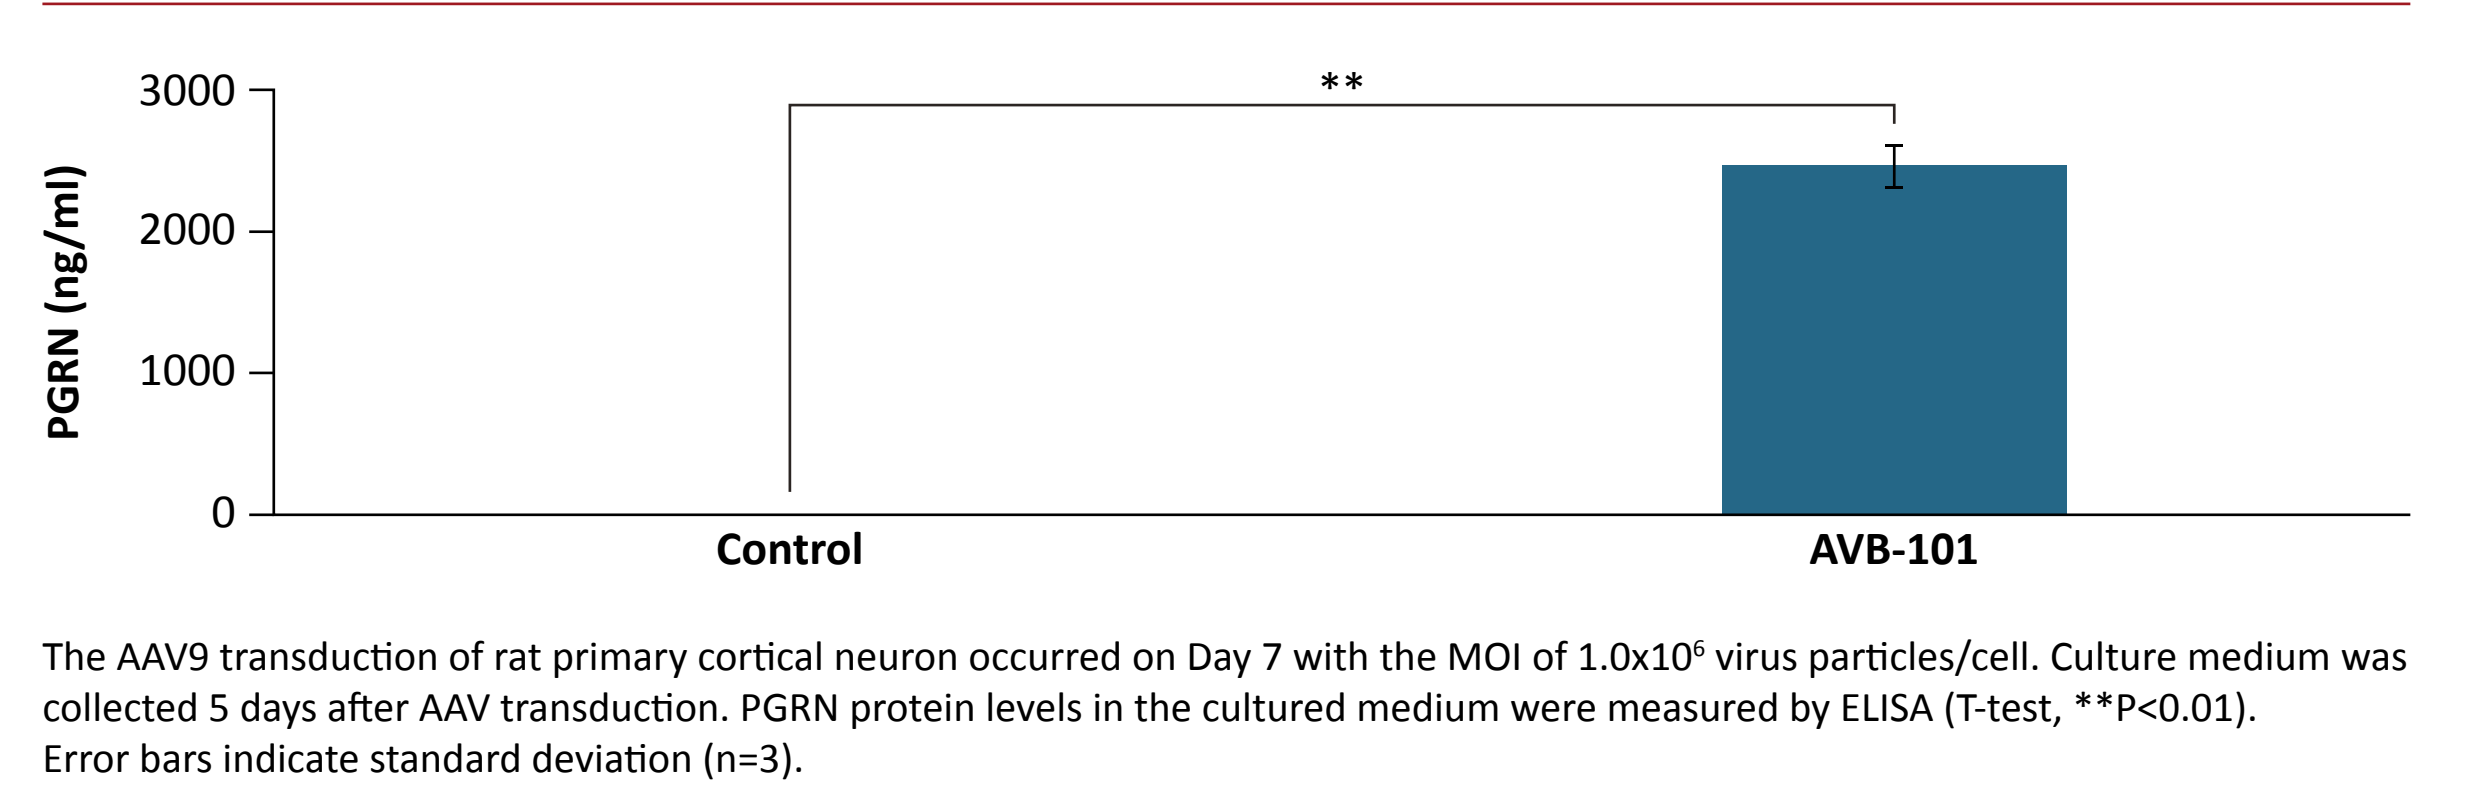 **
3000
2000
1000
0
PGRN (ng/ml)
Control
AVB-101
The AAV9 transduction of rat primary cortical neuron occurred on Day 7 with the MOI of 1.0x10⁶ virus particles/cell. Culture medium was
collected 5 days after AAV transduction. PGRN protein levels in the cultured medium were measured by ELISA (T-test, **P<0.01).
Error bars indicate standard deviation (n=3).